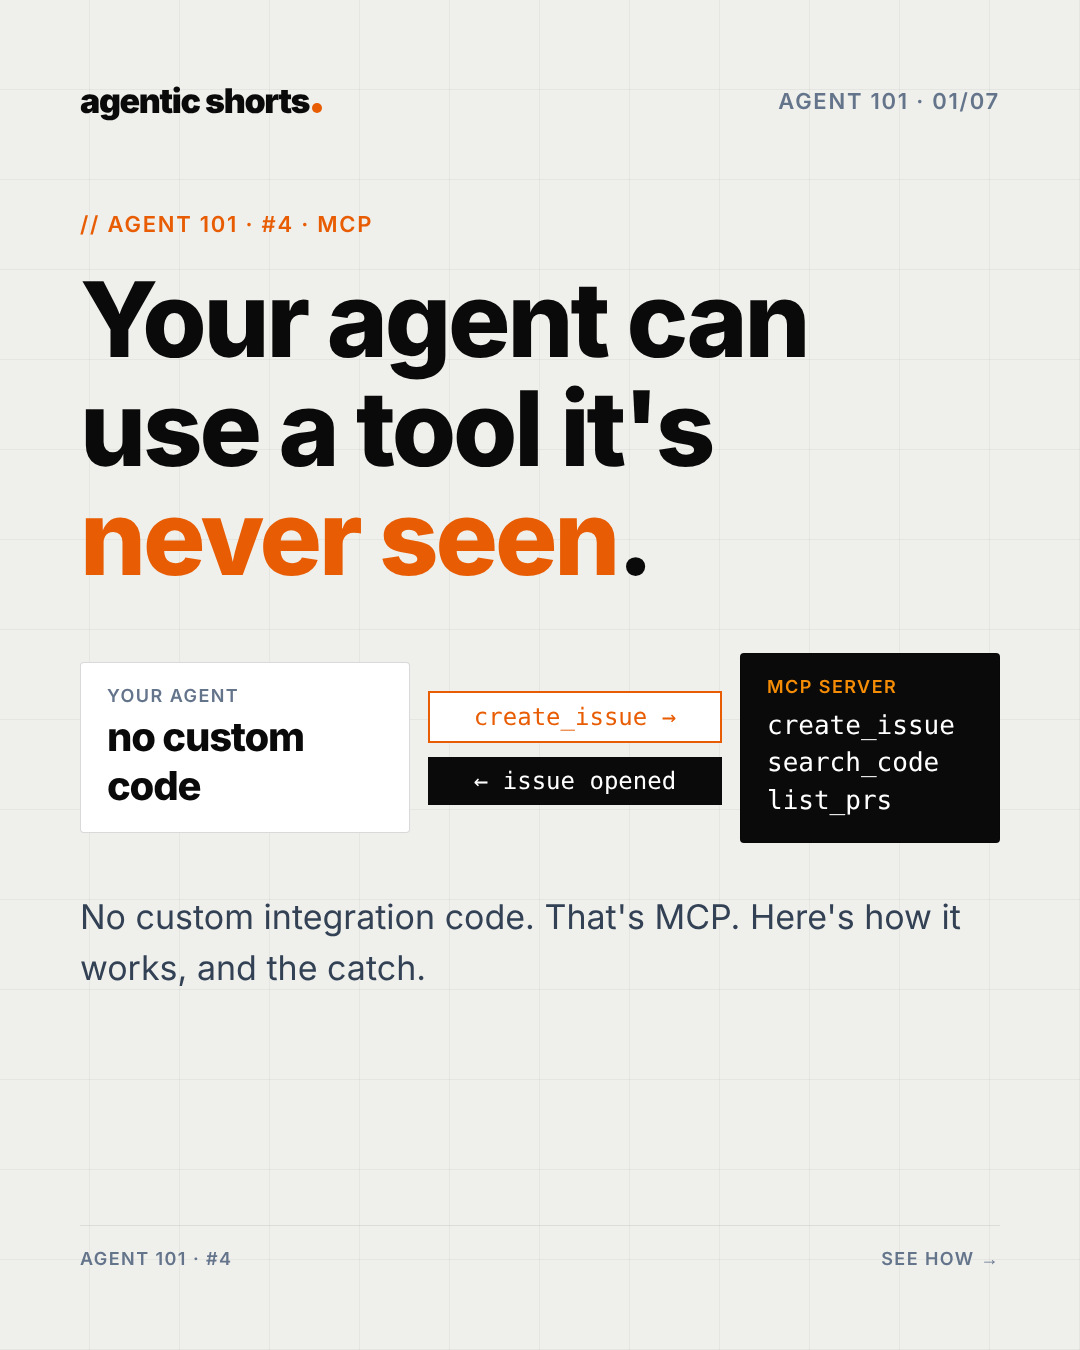 agentic shorts.
AGENT 101 · 01/07
// AGENT 101 · #4 · MCP
Your agent can
use a tool it's
never seen.
YOUR AGENT
no custom
code
create_issue →
← issue opened
MCP SERVER
create_issue
search_code
list_prs
No custom integration code. That's MCP. Here's how it
works, and the catch.
AGENT 101 · #4
SEE HOW →